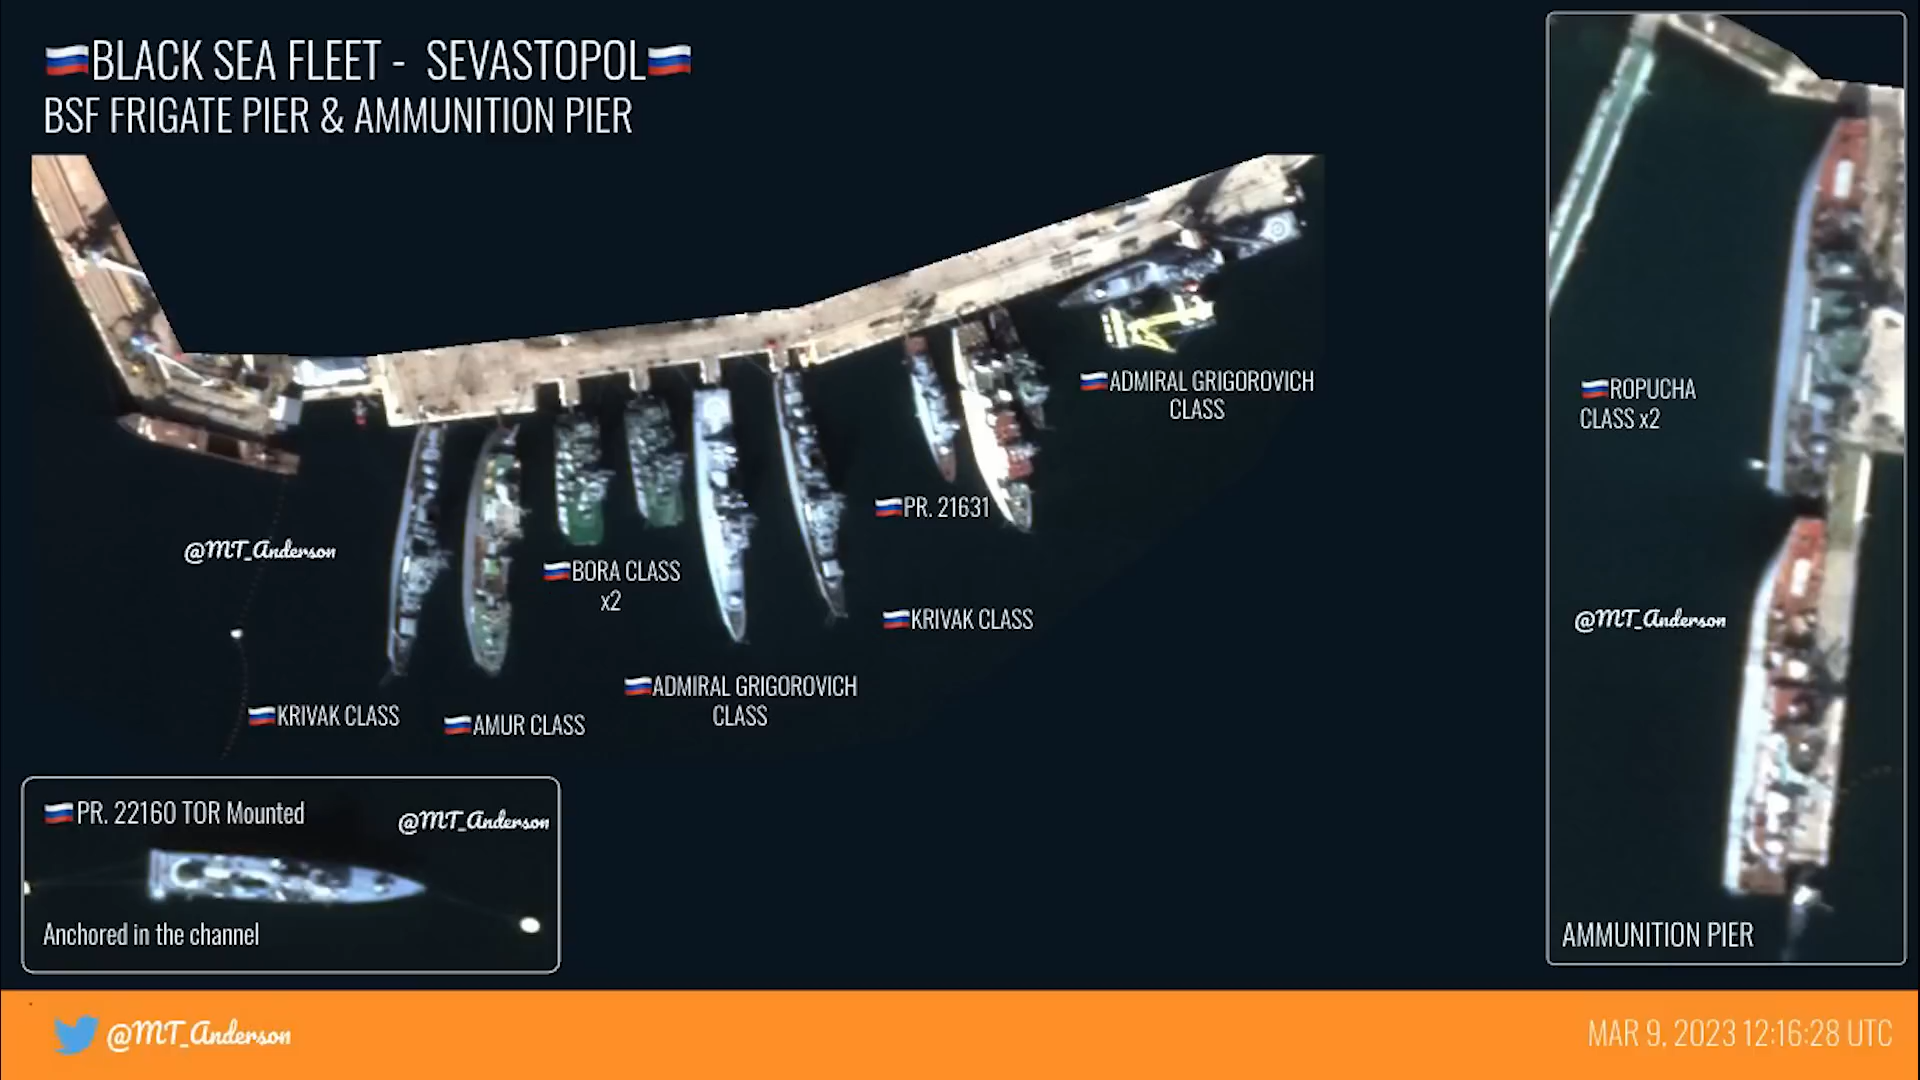 BLACK SEA FLEET - SEVASTOPOL
BSF FRIGATE PIER & AMMUNITION PIER
ADMIRAL GRIGOROVICH
CLASS
ROPUCHA
CLASS x2
PR. 21631
@MT_Anderson
BORA CLASS
x2
KRIVAK CLASS
@MT_Anderson
ADMIRAL GRIGOROVICH
CLASS
KRIVAK CLASS
AMUR CLASS
PR. 22160 TOR Mounted
@MT_Anderson
Anchored in the channel
AMMUNITION PIER
@MT_Anderson
MAR 9, 2023 12:16:28 UTC